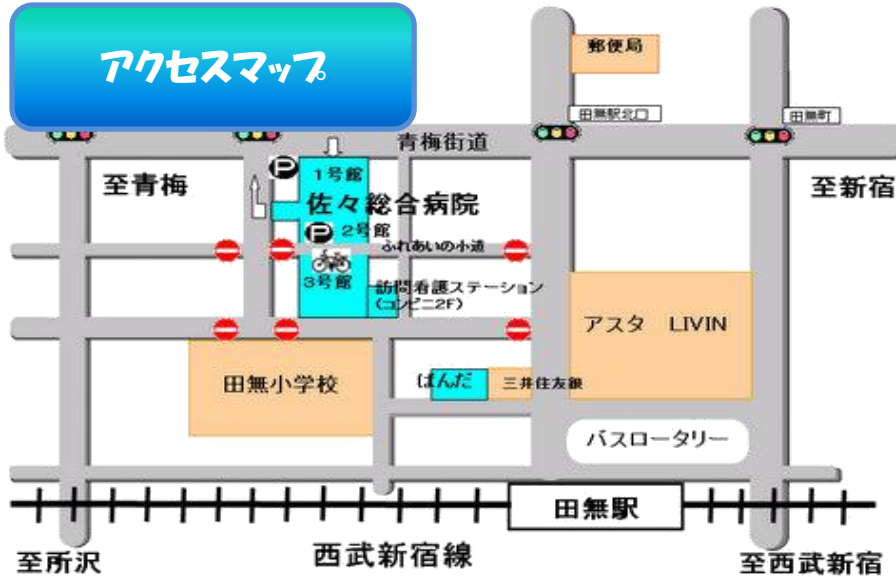 アクセスマップ
郵便局
田無駅北口
田無町
青梅街道
至青梅
至新宿
P
1号館
佐々総合病院
P
2号館
ふれあいの小道
3号館
訪問看護ステーション
(コンビニ2F)
アスタ LIVIN
田無小学校
ぱんだ
三井住友銀
バスロータリー
田無駅
至所沢
西武新宿線
至西武新宿